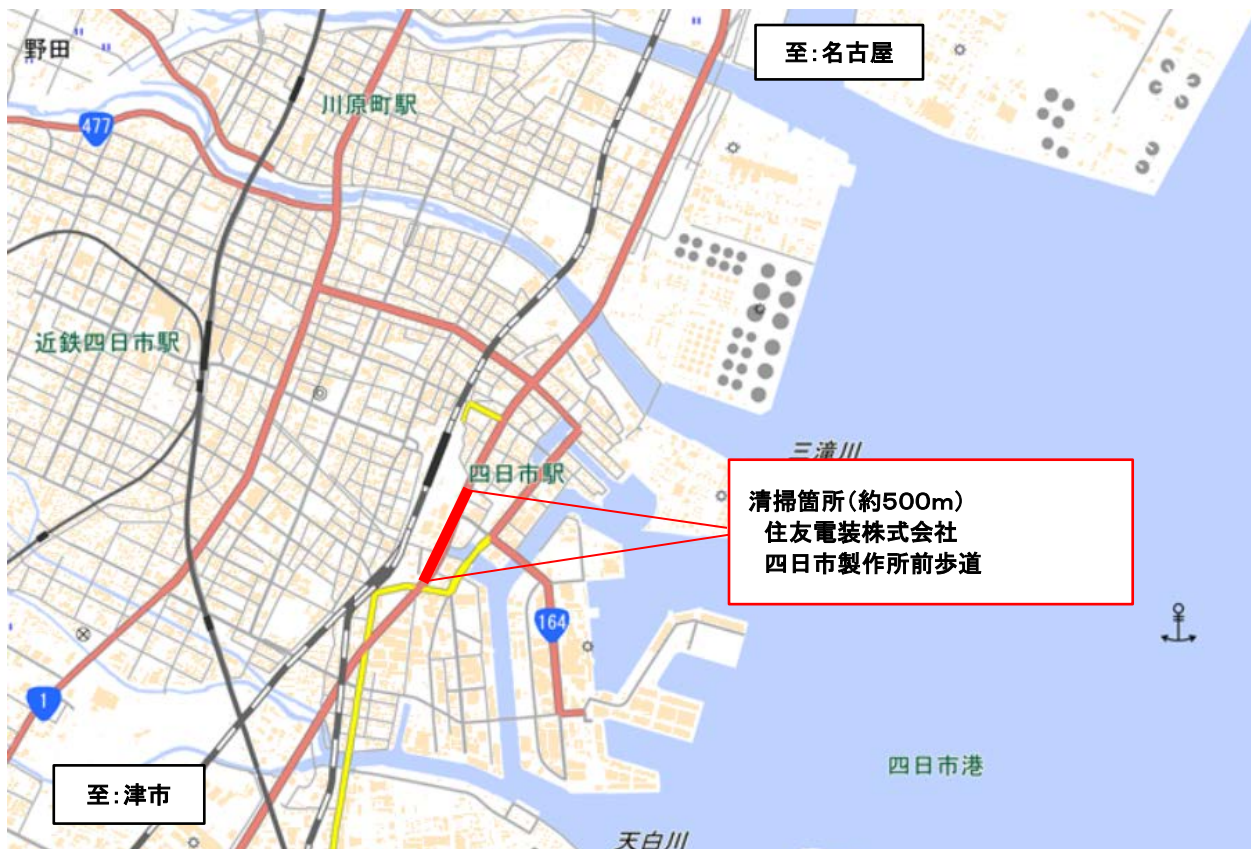 至：名古屋
野田
川原町駅
477
近鉄四日市駅
三滝川
四日市駅
清掃箇所（約500m）
住友電装株式会社
四日市製作所前歩道
164
1
四日市港
至：津市
天白川